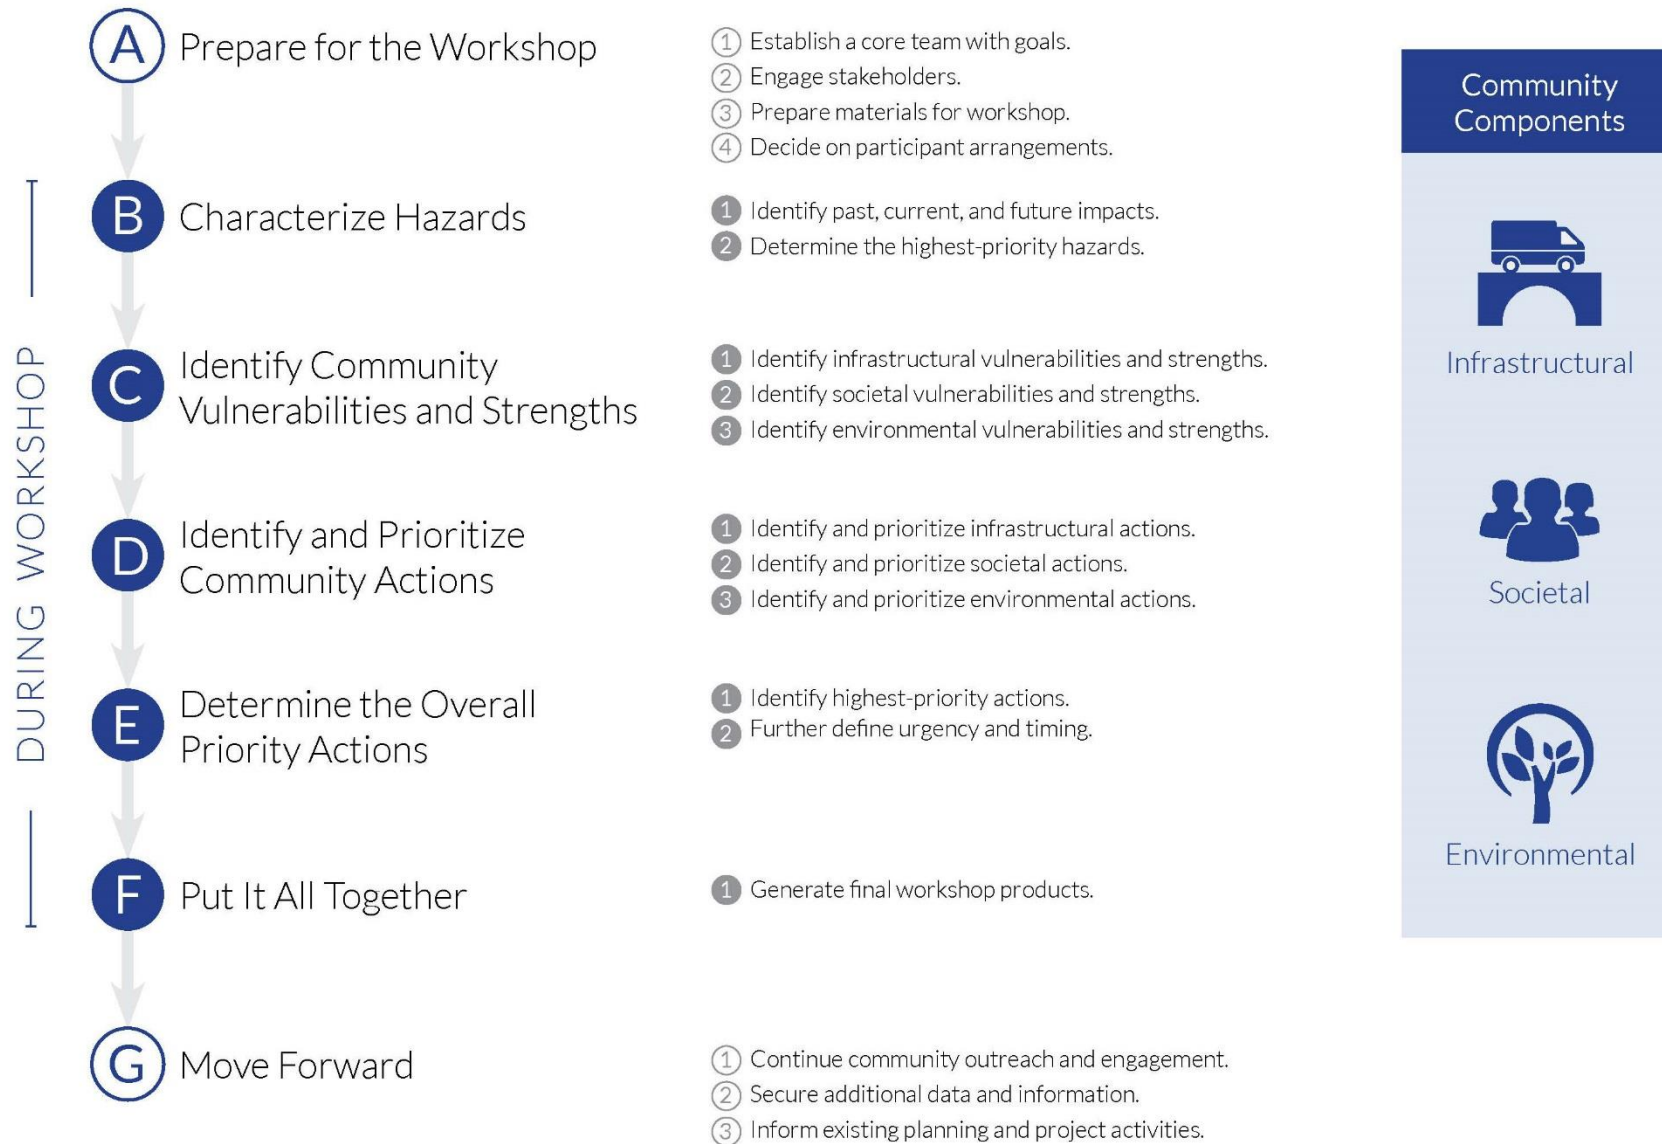 A Prepare for the Workshop
1 Establish a core team with goals.
2 Engage stakeholders.
3 Prepare materials for workshop.
4 Decide on participant arrangements.
DURING WORKSHOP
B Characterize Hazards
1 Identify past, current, and future impacts.
2 Determine the highest-priority hazards.
C Identify Community
Vulnerabilities and Strengths
1 Identify infrastructural vulnerabilities and strengths.
2 Identify societal vulnerabilities and strengths.
3 Identify environmental vulnerabilities and strengths.
D Identify and Prioritize
Community Actions
1 Identify and prioritize infrastructural actions.
2 Identify and prioritize societal actions.
3 Identify and prioritize environmental actions.
E Determine the Overall
Priority Actions
1 Identify highest-priority actions.
2 Further define urgency and timing.
F Put It All Together
1 Generate final workshop products.
G Move Forward
1 Continue community outreach and engagement.
2 Secure additional data and information.
3 Inform existing planning and project activities.
Community
Components
Infrastructural
Societal
Environmental